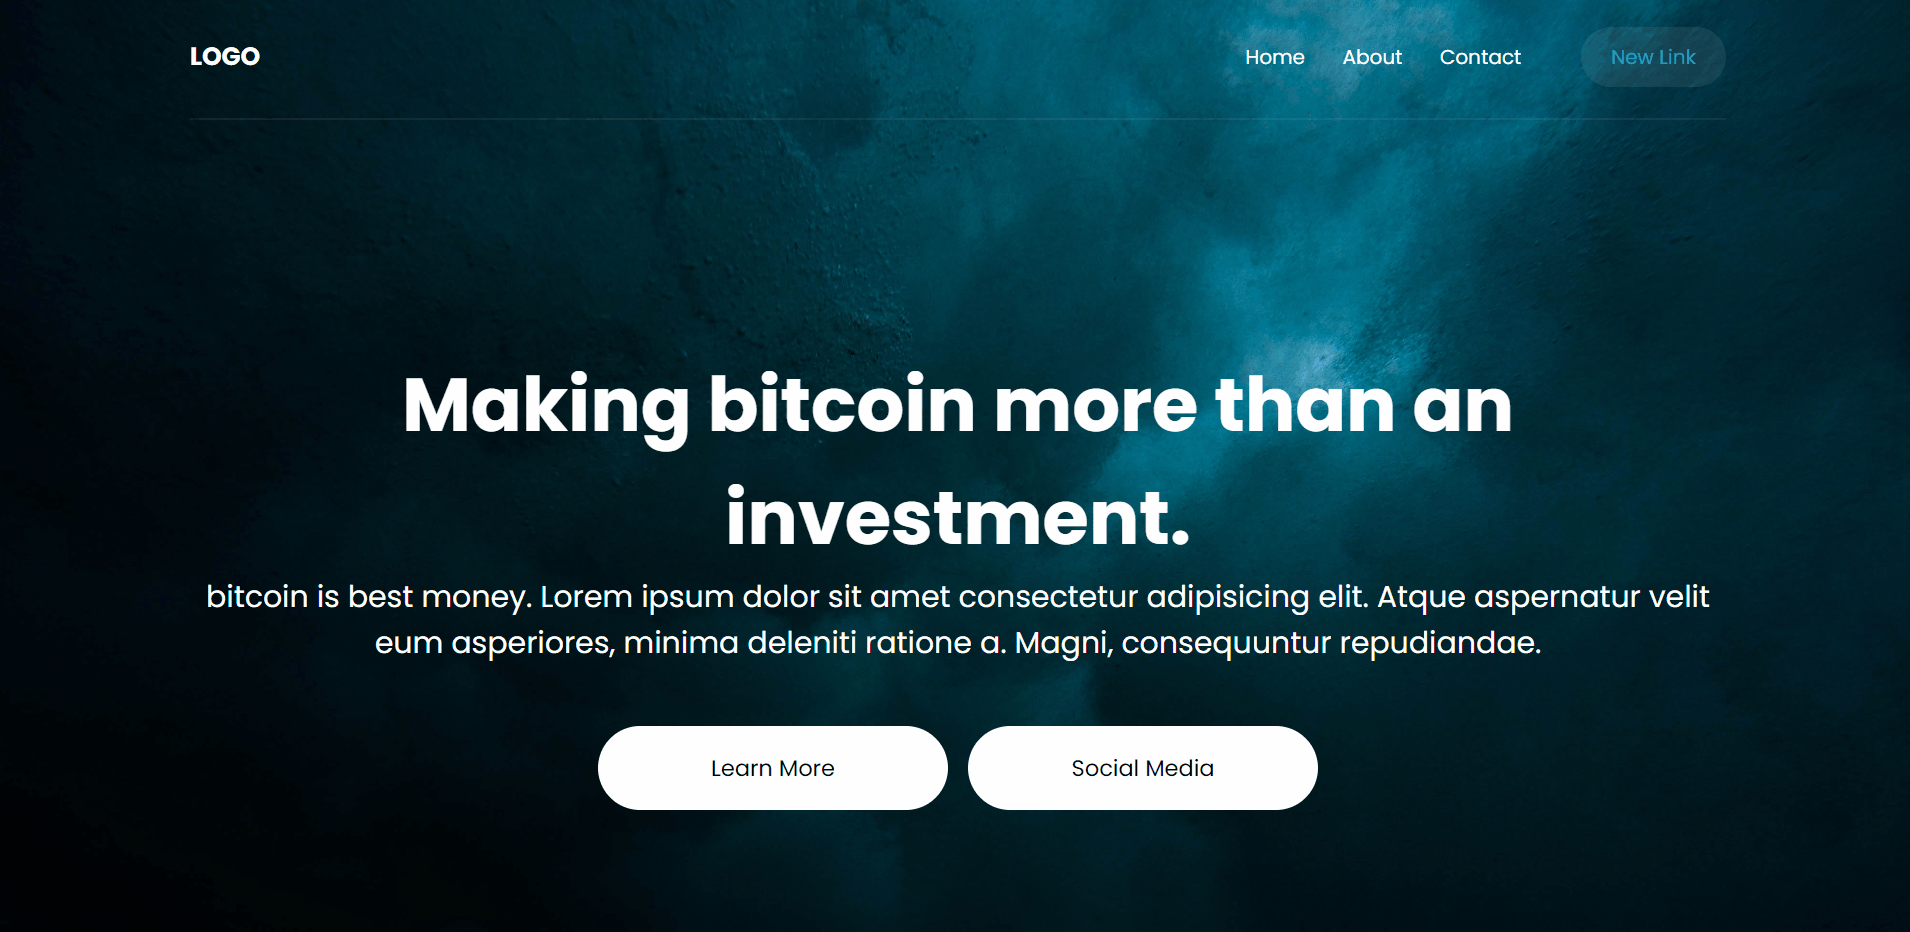 LOGO
Home About Contact New Link
Making bitcoin more than an
investment.
bitcoin is best money. Lorem ipsum dolor sit amet consectetur adipisicing elit. Atque aspernatur velit
eum asperiores, minima deleniti ratione a. Magni, consequuntur repudiandae.
Learn More
Social Media